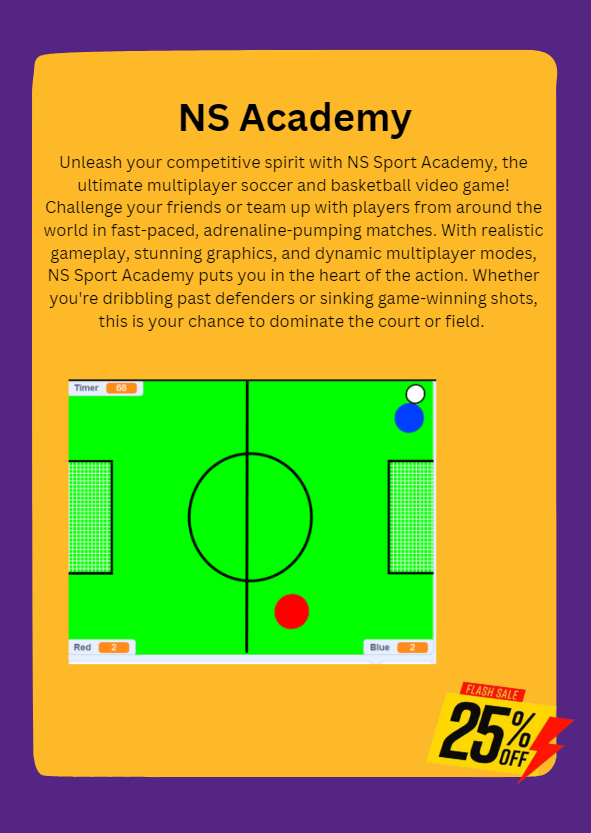 NS Academy
Unleash your competitive spirit with NS Sport Academy, the
ultimate multiplayer soccer and basketball video game!
Challenge your friends or team up with players from around the
world in fast-paced, adrenaline-pumping matches. With realistic
gameplay, stunning graphics, and dynamic multiplayer modes,
NS Sport Academy puts you in the heart of the action. Whether
you're dribbling past defenders or sinking game-winning shots,
this is your chance to dominate the court or field.
Timer 68
Red 2
Blue 2
FLASH SALE
25%
OFF